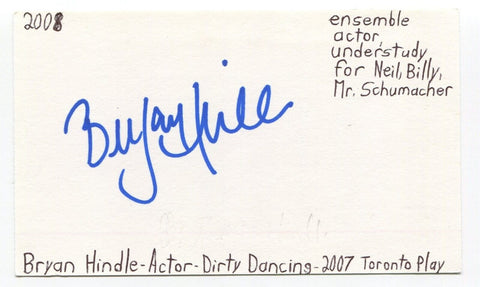 2008
ensemble
actor,
understudy
for Neil, Billy,
Mr. Schumacher
Bryan Hindle
Bryan Hindle-Actor-Dirty Dancing-2007 Toronto Play